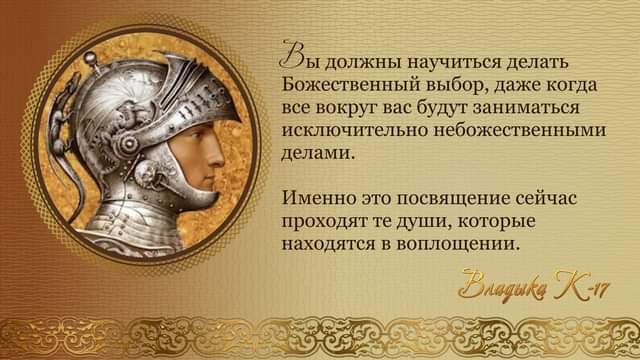 Вы должны научиться делать
Божественный выбор, даже когда
все вокруг вас будут заниматься
исключительно небожественными
делами.
Именно это посвящение сейчас
проходят те души, которые
находятся в воплощении.
Владыка К-17